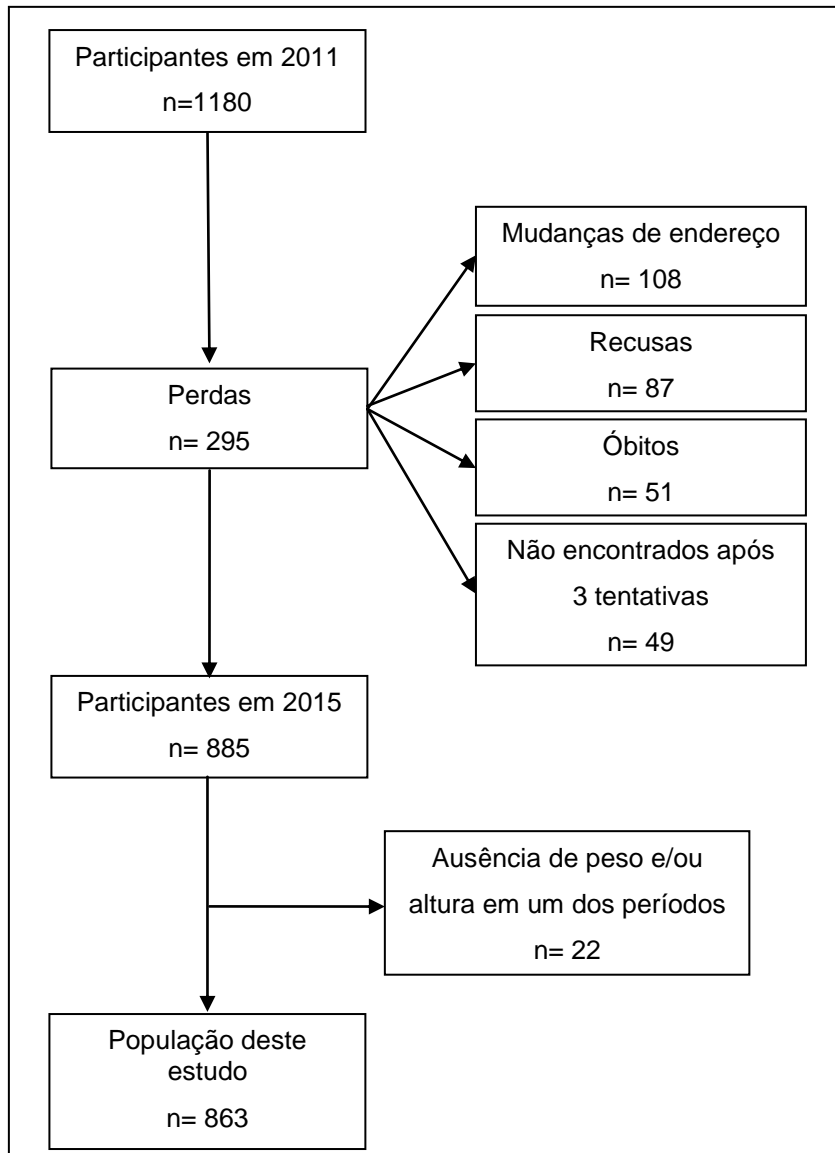 Participantes em 2011
n=1180
Mudanças de endereço
n= 108
Recusas
n= 87
Perdas
n= 295
Óbitos
n= 51
Não encontrados após
3 tentativas
n= 49
Participantes em 2015
n= 885
Ausência de peso e/ou
altura em um dos períodos
n= 22
População deste
estudo
n= 863